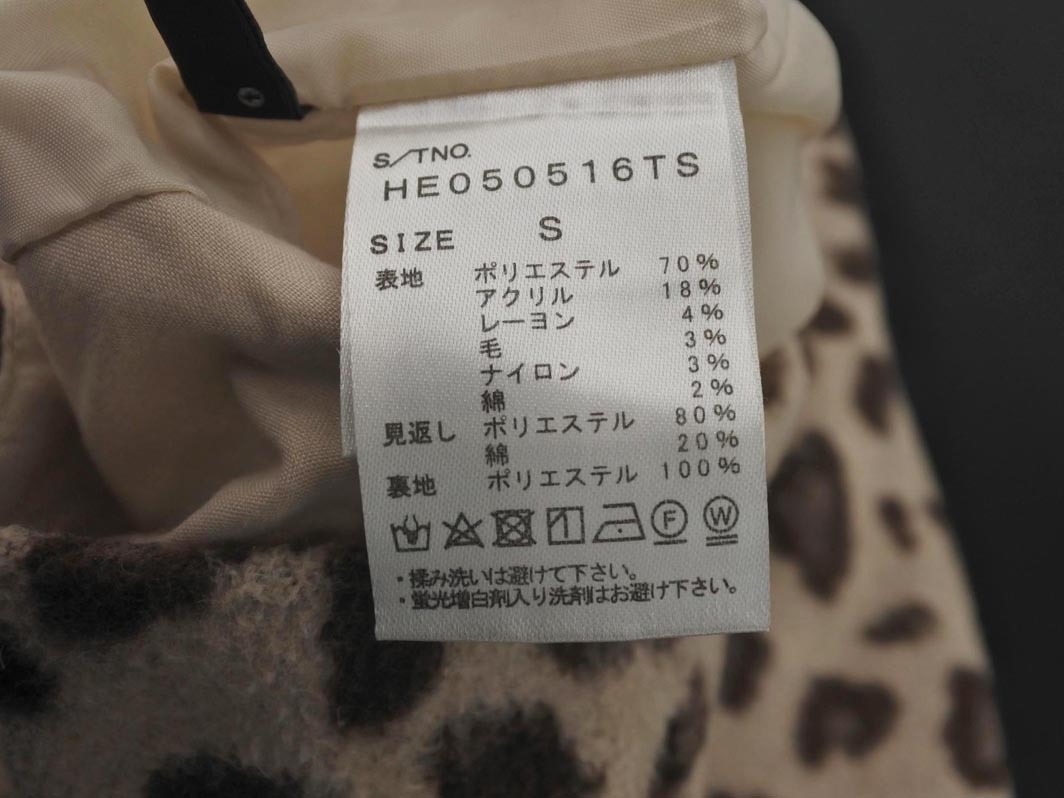 S/TNO.
HE050516TS
SIZE S
表地 ポリエステル 70%
アクリル 18%
レーヨン 4%
毛 3%
ナイロン 3%
綿 2%
見返し ポリエステル 80%
綿 20%
裏地 ポリエステル 100%
F W
・揉み洗いは避けて下さい。
・蛍光増白剤入り洗剤はお避け下さい。